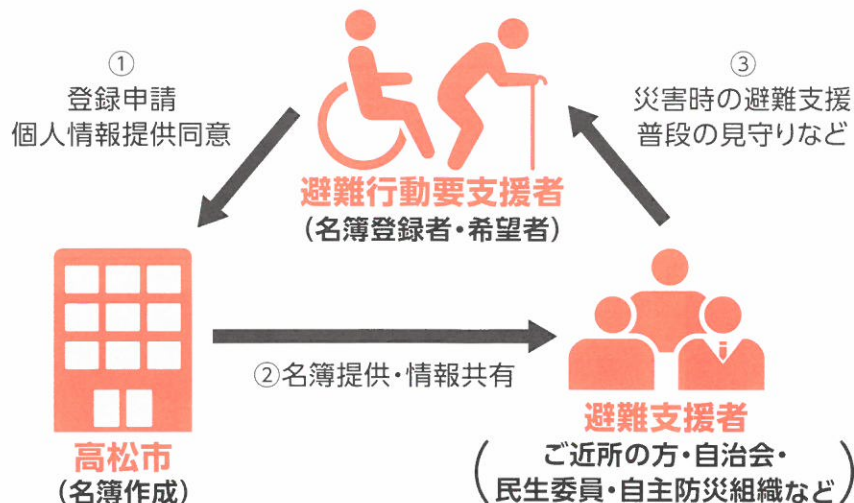 ①
登録申請
個人情報提供同意
③
災害時の避難支援
普段の見守りなど
避難行動要支援者
(名簿登録者・希望者)
②名簿提供・情報共有
高松市
(名簿作成)
避難支援者
(ご近所の方・自治会・
民生委員・自主防災組織など)